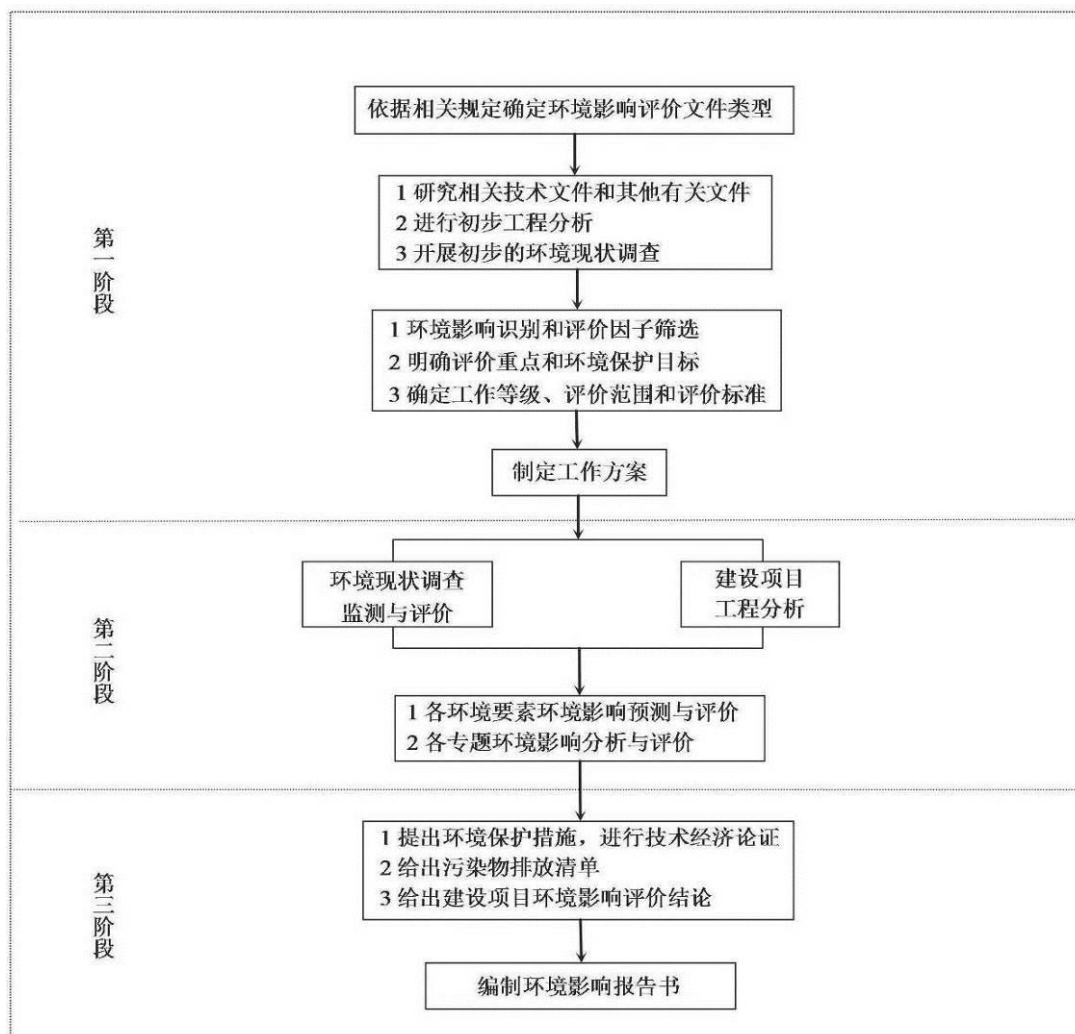 依据相关规定确定环境影响评价文件类型
第一阶段
1 研究相关技术文件和其他有关文件
2 进行初步工程分析
3 开展初步的环境现状调查
1 环境影响识别和评价因子筛选
2 明确评价重点和环境保护目标
3 确定工作等级、评价范围和评价标准
制定工作方案
第二阶段
环境现状调查
监测与评价
建设项目
工程分析
1 各环境要素环境影响预测与评价
2 各专题环境影响分析与评价
第三阶段
1 提出环境保护措施，进行技术经济论证
2 给出污染物排放清单
3 给出建设项目环境影响评价结论
编制环境影响报告书